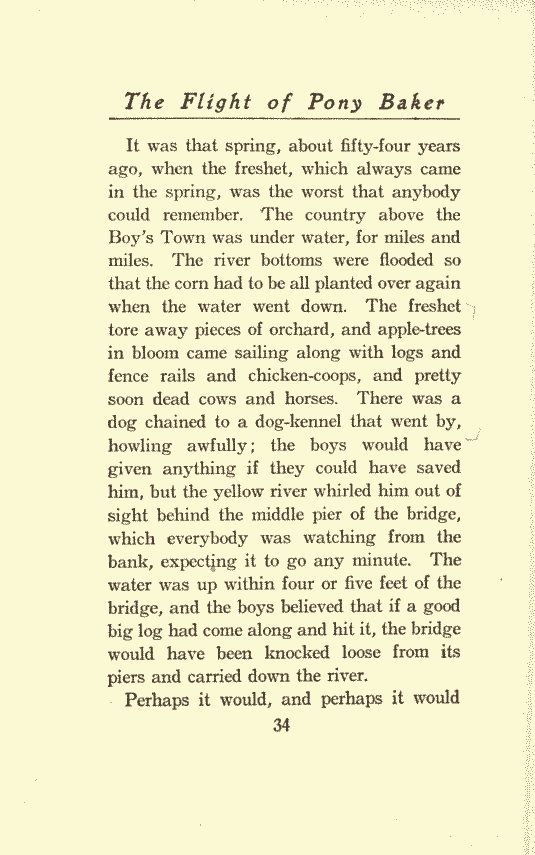 The Flight of Pony Baker
It was that spring, about fifty-four years
ago, when the freshet, which always came
in the spring, was the worst that anybody
could remember. The country above the
Boy's Town was under water, for miles and
miles. The river bottoms were flooded so
that the corn had to be all planted over again
when the water went down. The freshet
tore away pieces of orchard, and apple-trees
in bloom came sailing along with logs and
fence rails and chicken-coops, and pretty
soon dead cows and horses. There was a
dog chained to a dog-kennel that went by,
howling awfully; the boys would have
given anything if they could have saved
him, but the yellow river whirled him out of
sight behind the middle pier of the bridge,
which everybody was watching from the
bank, expecting it to go any minute. The
water was up within four or five feet of the
bridge, and the boys believed that if a good
big log had come along and hit it, the bridge
would have been knocked loose from its
piers and carried down the river.
Perhaps it would, and perhaps it would
34